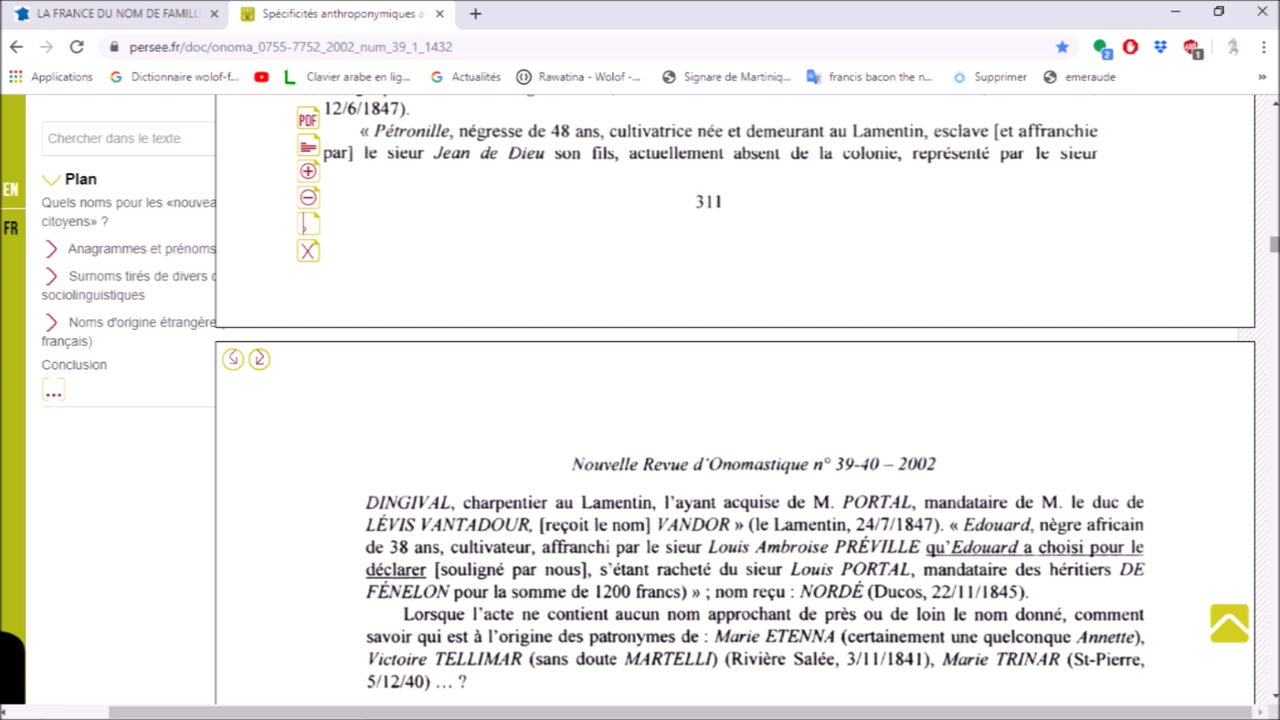 LA FRANCE DU NOM DE FAMILLE
Spécificités anthroponymiques a
persee.fr/doc/onoma_0755-7752_2002_num_39_1_1432
2
1
Applications
Dictionnaire wolof-f...
Clavier arabe en lig...
Actualités
Rawatina - Wolof -...
Signare de Martiniq...
francis bacon the n...
Supprimer
emeraude
»
EN
FR
Chercher dans le texte
Plan
Quels noms pour les «nouvea
citoyens» ?
Anagrammes et prénoms
Surnoms tirés de divers
sociolinguistiques
Noms d'origine étrangère
français)
Conclusion
...
PDF
12/6/1847).
« Pétronille, négresse de 48 ans, cultivatrice née et demeurant au Lamentin, esclave [et affranchie
par] le sieur Jean de Dieu son fils, actuellement absent de la colonie, représenté par le sieur
311
Nouvelle Revue d'Onomastique n° 39-40 – 2002
DINGIVAL, charpentier au Lamentin, l'ayant acquise de M. PORTAL, mandataire de M. le duc de
LÉVIS VANTADOUR, [reçoit le nom] VANDOR » (le Lamentin, 24/7/1847). « Edouard, nègre africain
de 38 ans, cultivateur, affranchi par le sieur Louis Ambroise PRÉVILLE qu'Edouard a choisi pour le
déclarer [souligné par nous], s'étant racheté du sieur Louis PORTAL, mandataire des héritiers DE
FÉNELON pour la somme de 1200 francs) » ; nom reçu : NORDÉ (Ducos, 22/11/1845).
Lorsque l'acte ne contient aucun nom approchant de près ou de loin le nom donné, comment
savoir qui est à l'origine des patronymes de : Marie ETENNA (certainement une quelconque Annette),
Victoire TELLIMAR (sans doute MARTELLI) (Rivière Salée, 3/11/1841), Marie TRINAR (St-Pierre,
5/12/40) … ?